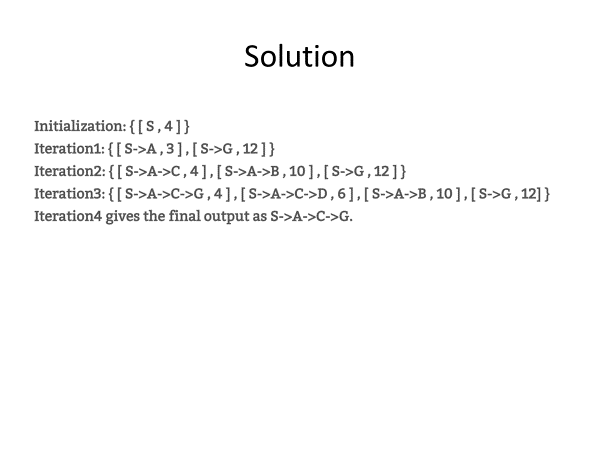 Solution
Initialization: { [ S , 4 ] }
Iteration1: { [ S->A , 3 ] , [ S->G , 12 ] }
Iteration2: { [ S->A->C , 4 ] , [ S->A->B , 10 ] , [ S->G , 12 ] }
Iteration3: { [ S->A->C->G , 4 ] , [ S->A->C->D , 6 ] , [ S->A->B , 10 ] , [ S->G , 12] }
Iteration4 gives the final output as S->A->C->G.